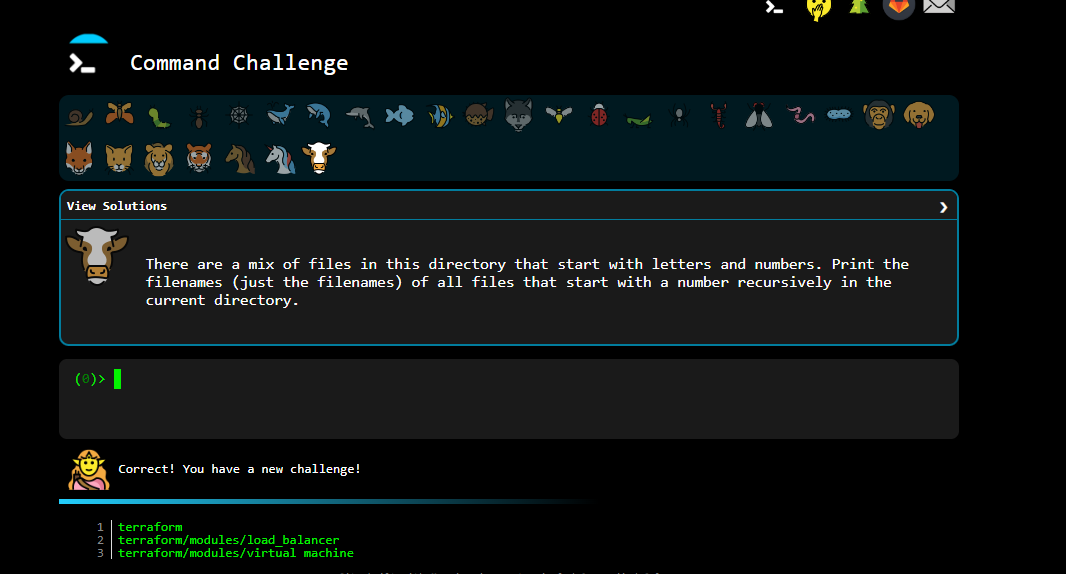 Command Challenge
View Solutions
There are a mix of files in this directory that start with letters and numbers. Print the
filenames (just the filenames) of all files that start with a number recursively in the
current directory.
(0)>
Correct! You have a new challenge!
1 terraform
2 terraform/modules/load_balancer
3 terraform/modules/virtual machine